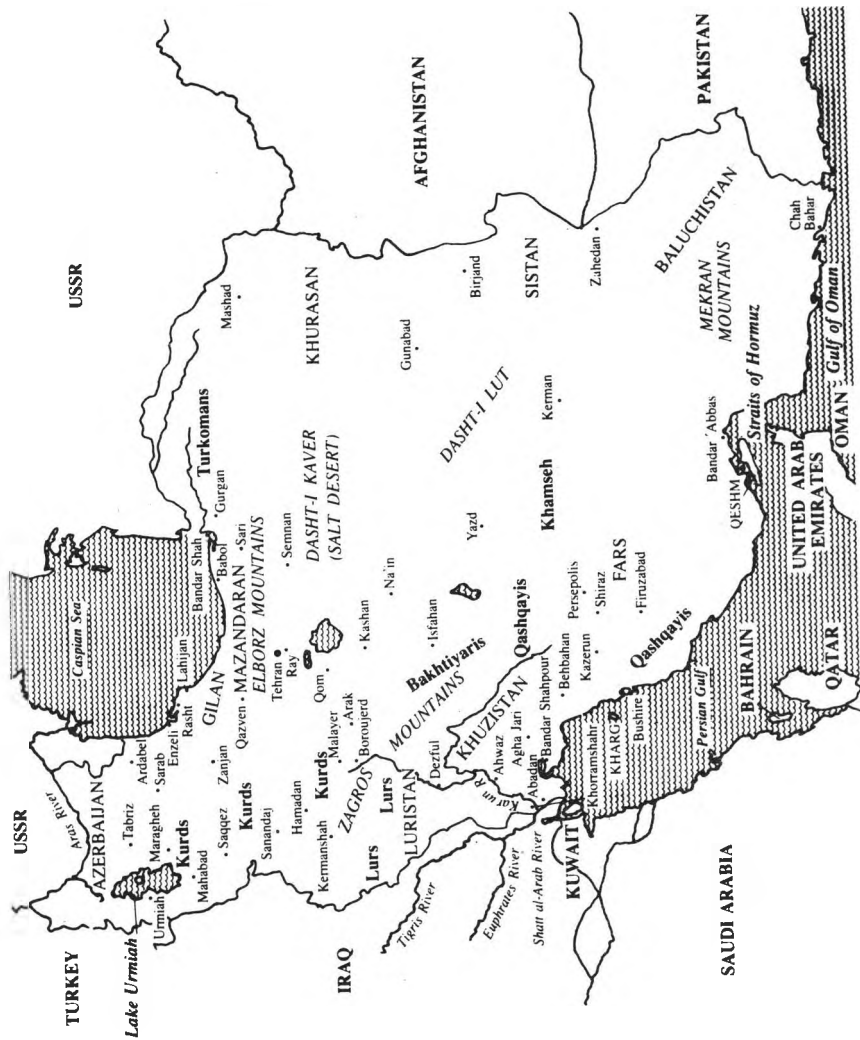 TURKEY
USSR
USSR
Lake Urmiah
Aras River
AZERBAIJAN
Caspian Sea
Urmiah
Tabriz
Ardabel
Maragheh
Sarab
Kurds
Mahabad
Enzeli
Rasht
Lahijan
Bandar Shah
Babol
Gurgan
Turkomans
Mashad
Saqqez
Zanjan
GILAN
Kurds
Qazven
MAZANDARAN
Sari
ELBORZ MOUNTAINS
Sanandaj
Tehran
Ray
Semnan
KHURASAN
Hamadan
Kurds
Qom
DASHT-I KAVER
(SALT DESERT)
Kermanshah
Malayer
Arak
Kashan
ZAGROS
MOUNTAINS
Boroujerd
Na'in
Gunabad
AFGHANISTAN
IRAQ
Lurs
Lurs
LURISTAN
Bakhtiyaris
Isfahan
Tigris River
Dezful
KHUZISTAN
Yazd
DASHT-I LUT
Birjand
Euphrates River
Karun R.
Ahwaz
Agha Jari
Qashqayis
SISTAN
Shatt al-Arab River
Abadan
Bandar Shahpour
Khamseh
Kerman
Behbahan
Persepolis
KUWAIT
Khorramshahr
Kazerun
Shiraz
Zahedan
KHARG
FARS
Bushire
Firuzabad
Qashqayis
BALUCHISTAN
PAKISTAN
Persian Gulf
SAUDI ARABIA
MEKRAN
MOUNTAINS
Bandar 'Abbas
QESHM
Straits of Hormuz
BAHRAIN
QATAR
UNITED ARAB
EMIRATES
OMAN
Gulf of Oman
Chah
Bahar